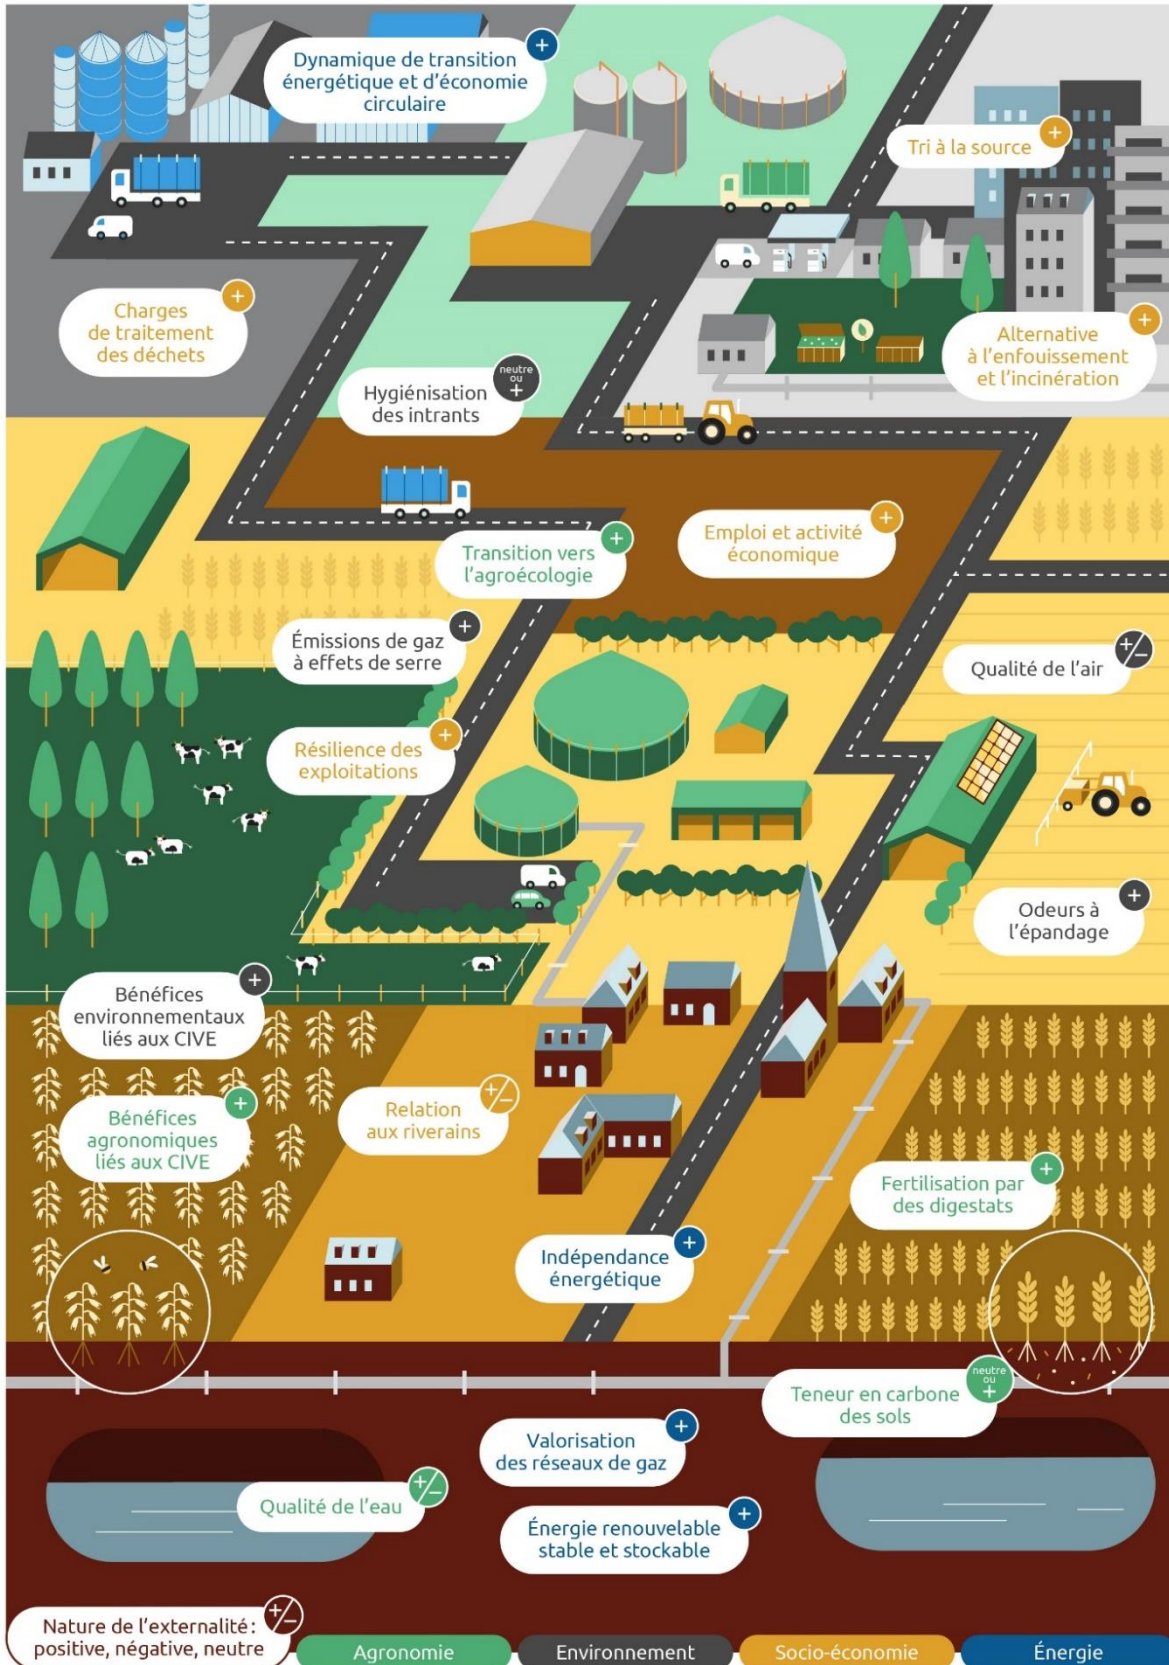 Dynamique de transition
énergétique et d'économie
circulaire
+
Tri à la source
+
Charges
de traitement
des déchets
+
Alternative
à l'enfouissement
et l'incinération
+
Hygiénisation
des intrants
neutre
ou
+
Transition vers
l'agroécologie
+
Emploi et activité
économique
+
Émissions de gaz
à effets de serre
+
Qualité de l'air
+/−
Résilience des
exploitations
+
Odeurs à
l'épandage
+
Bénéfices
environnementaux
liés aux CIVE
+
Bénéfices
agronomiques
liés aux CIVE
+
Relation
aux riverains
+/−
Fertilisation par
des digestats
+
Indépendance
énergétique
+
Teneur en carbone
des sols
neutre
ou
+
Valorisation
des réseaux de gaz
+
Qualité de l'eau
+/−
Énergie renouvelable
stable et stockable
+
Nature de l'externalité :
positive, négative, neutre
+/−
Agronomie
Environnement
Socio-économie
Énergie